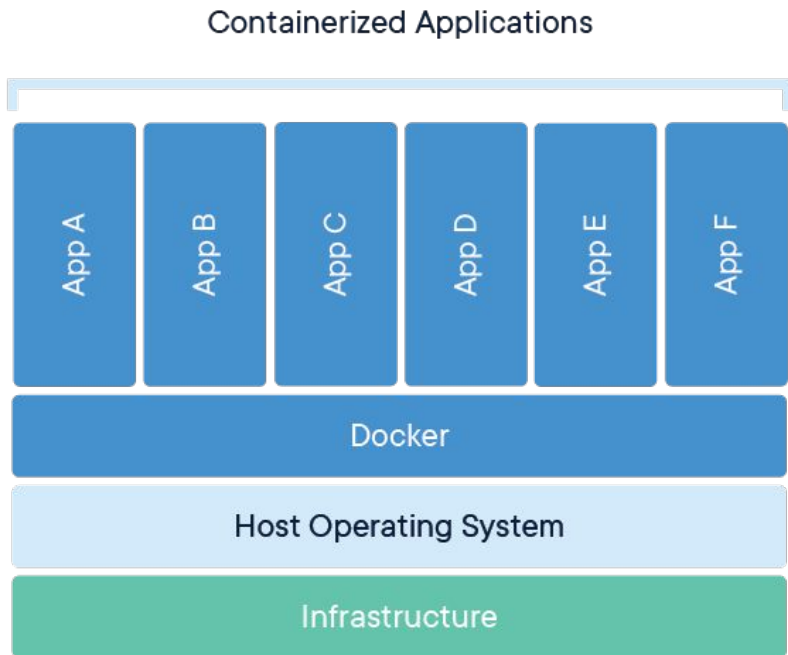 Containerized Applications
App A
App B
App C
App D
App E
App F
Docker
Host Operating System
Infrastructure